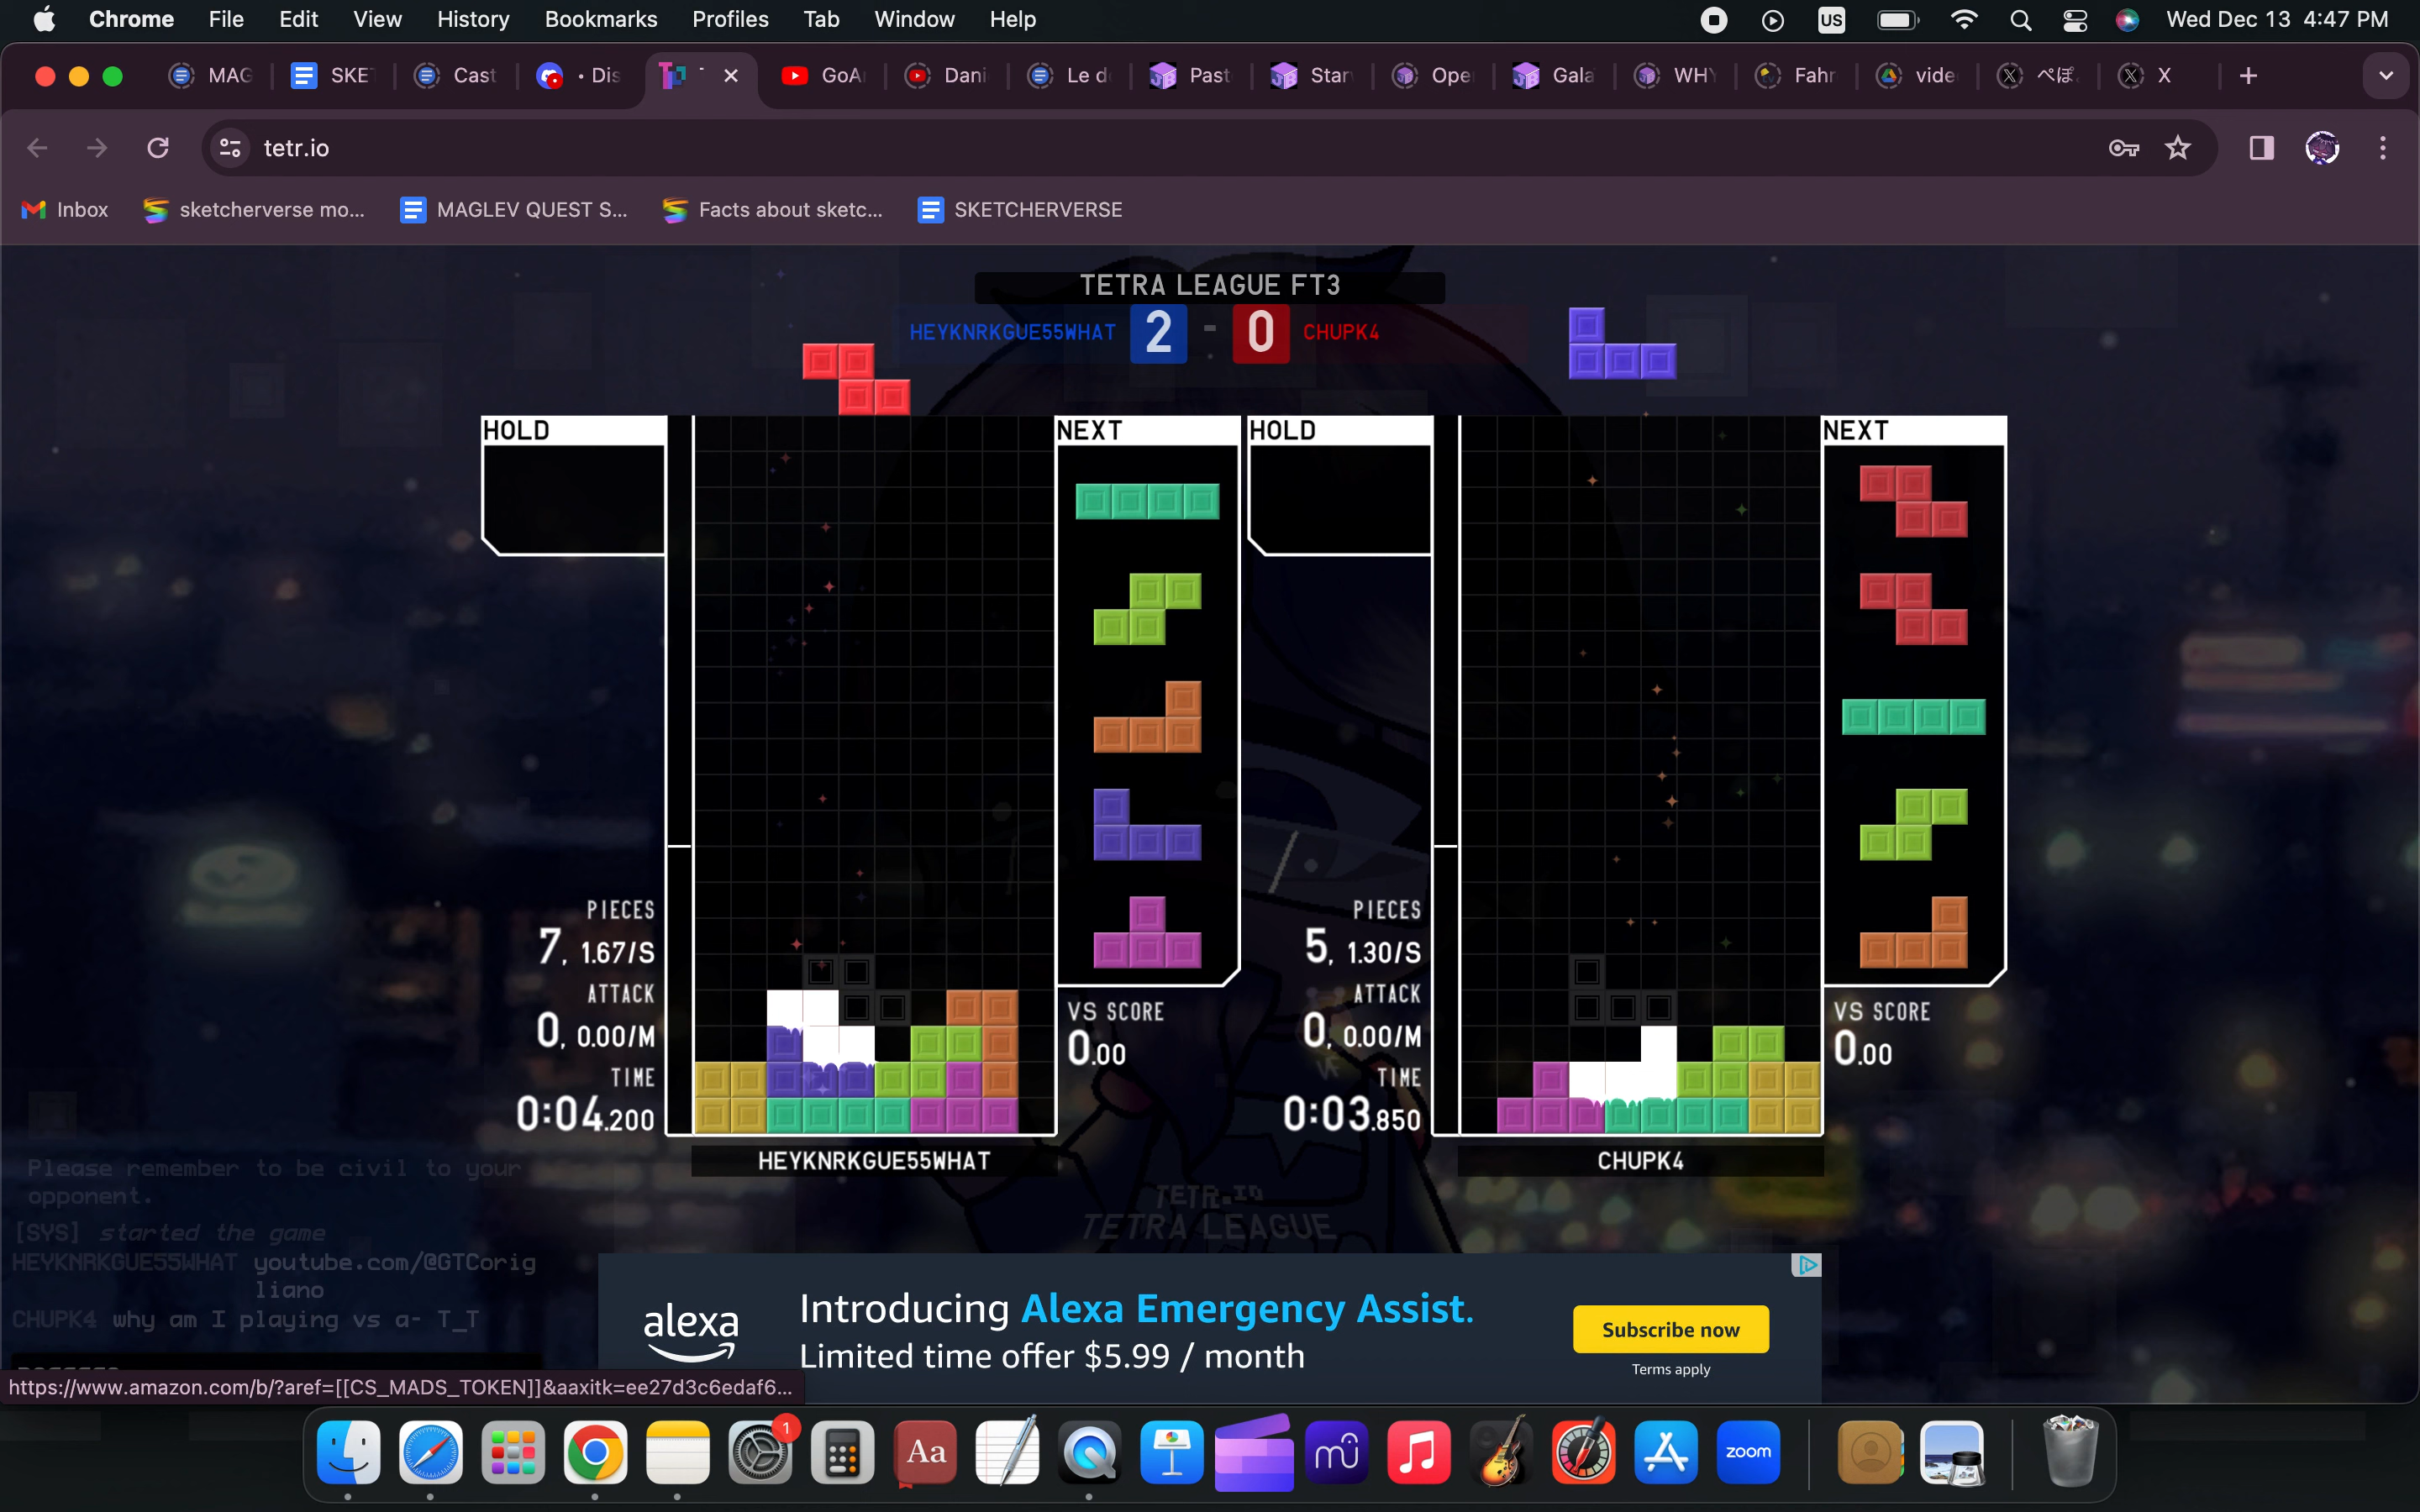 Chrome File Edit View History Bookmarks Profiles Tab Window Help US Wed Dec 13 4:47 PM
MAG SKE Cast • Dis GoA Dani Le d Past Star Ope Gala WHY Fahr vide ぺぽ X
tetr.io
Inbox sketcherverse mo... MAGLEV QUEST S... Facts about sketc... SKETCHERVERSE
TETRA LEAGUE FT3
HEYKNRKGUE55WHAT 2 - 0 CHUPK4
HOLD NEXT HOLD NEXT
PIECES
7, 1.67/S
ATTACK
0, 0.00/M
TIME
0:04.200
VS SCORE
0.00
PIECES
5, 1.30/S
ATTACK
0, 0.00/M
TIME
0:03.850
VS SCORE
0.00
HEYKNRKGUE55WHAT CHUPK4
TETR.IO
TETRA LEAGUE
Please remember to be civil to your
opponent.
[SYS] started the game
HEYKNRKGUE55WHAT youtube.com/@GTCorig
liano
CHUPK4 why am I playing vs a- T_T
alexa
Introducing Alexa Emergency Assist.
Limited time offer $5.99 / month
Subscribe now
Terms apply
https://www.amazon.com/b/?aref=[[CS_MADS_TOKEN]]&aaxitk=ee27d3c6edaf6...
1
Aa
zoom